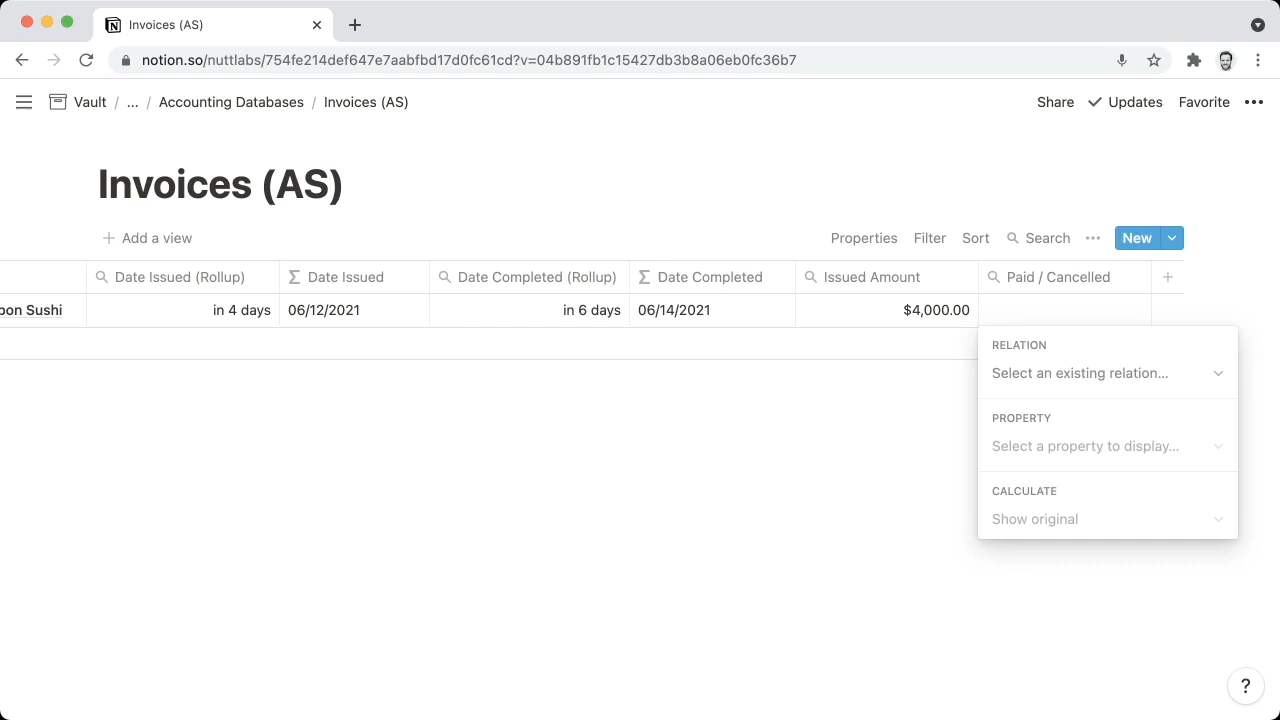 Invoices (AS)
notion.so/nuttlabs/754fe214def647e7aabfbd17d0fc61cd?v=04b891fb1c15427db3b8a06eb0fc36b7
Vault / ... / Accounting Databases / Invoices (AS)
Share Updates Favorite
Invoices (AS)
Add a view
Properties Filter Sort Search New
Date Issued (Rollup) Date Issued Date Completed (Rollup) Date Completed Issued Amount Paid / Cancelled
Sushi in 4 days 06/12/2021 in 6 days 06/14/2021 $4,000.00
RELATION
Select an existing relation...
PROPERTY
Select a property to display...
CALCULATE
Show original
?